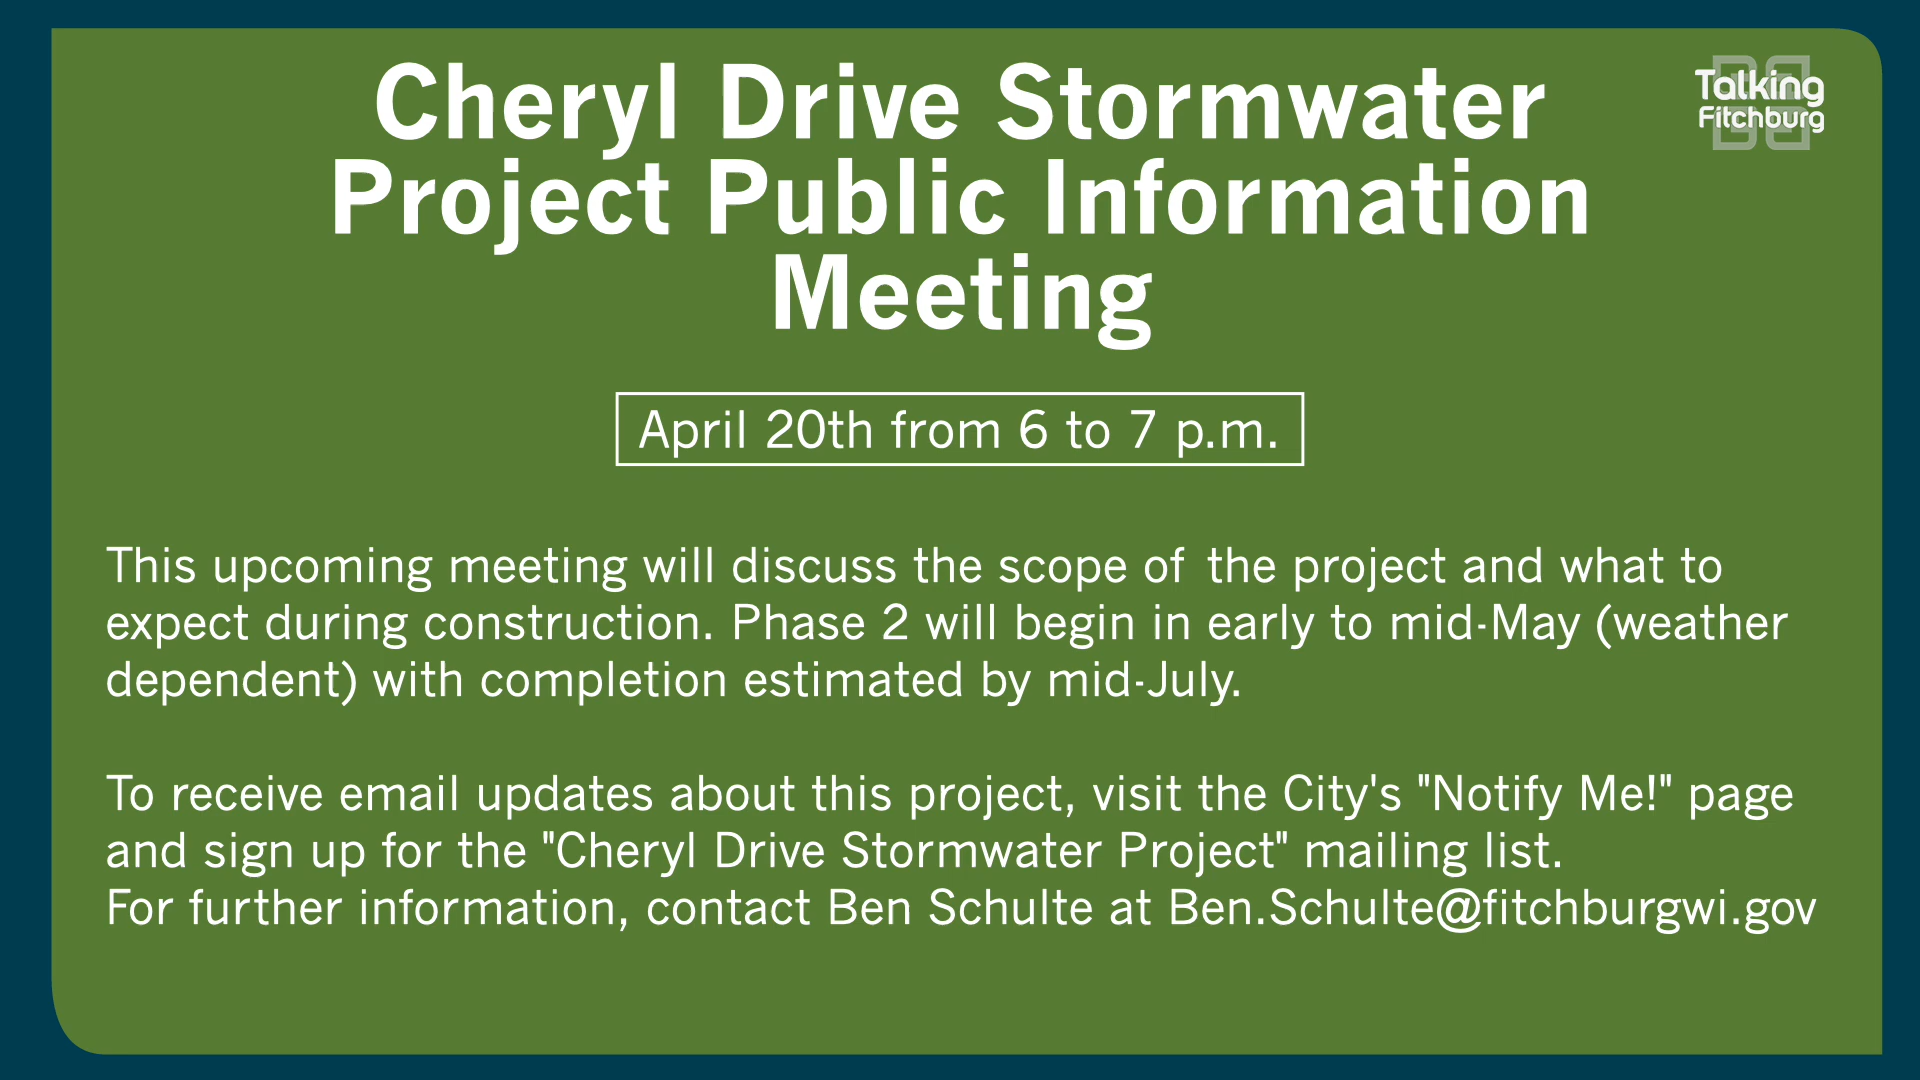 Cheryl Drive Stormwater
Project Public Information
Meeting
Talking
Fitchburg
April 20th from 6 to 7 p.m.
This upcoming meeting will discuss the scope of the project and what to
expect during construction. Phase 2 will begin in early to mid-May (weather
dependent) with completion estimated by mid-July.
To receive email updates about this project, visit the City's "Notify Me!" page
and sign up for the "Cheryl Drive Stormwater Project" mailing list.
For further information, contact Ben Schulte at Ben.Schulte@fitchburgwi.gov